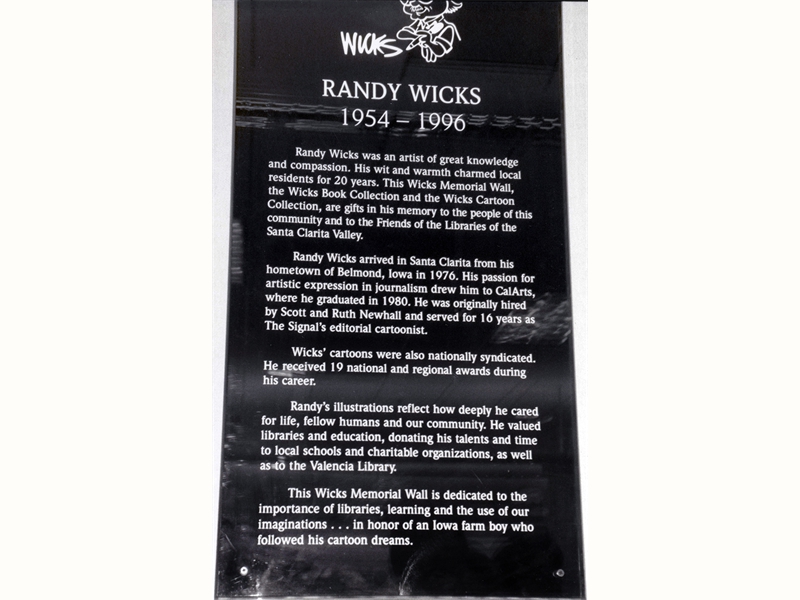 WICKS
RANDY WICKS
1954 – 1996
Randy Wicks was an artist of great knowledge
and compassion. His wit and warmth charmed local
residents for 20 years. This Wicks Memorial Wall,
the Wicks Book Collection and the Wicks Cartoon
Collection, are gifts in his memory to the people of this
community and to the Friends of the Libraries of the
Santa Clarita Valley.
Randy Wicks arrived in Santa Clarita from his
hometown of Belmond, Iowa in 1976. His passion for
artistic expression in journalism drew him to CalArts,
where he graduated in 1980. He was originally hired
by Scott and Ruth Newhall and served for 16 years as
The Signal's editorial cartoonist.
Wicks' cartoons were also nationally syndicated.
He received 19 national and regional awards during
his career.
Randy's illustrations reflect how deeply he cared
for life, fellow humans and our community. He valued
libraries and education, donating his talents and time
to local schools and charitable organizations, as well
as to the Valencia Library.
This Wicks Memorial Wall is dedicated to the
importance of libraries, learning and the use of our
imaginations . . . in honor of an Iowa farm boy who
followed his cartoon dreams.